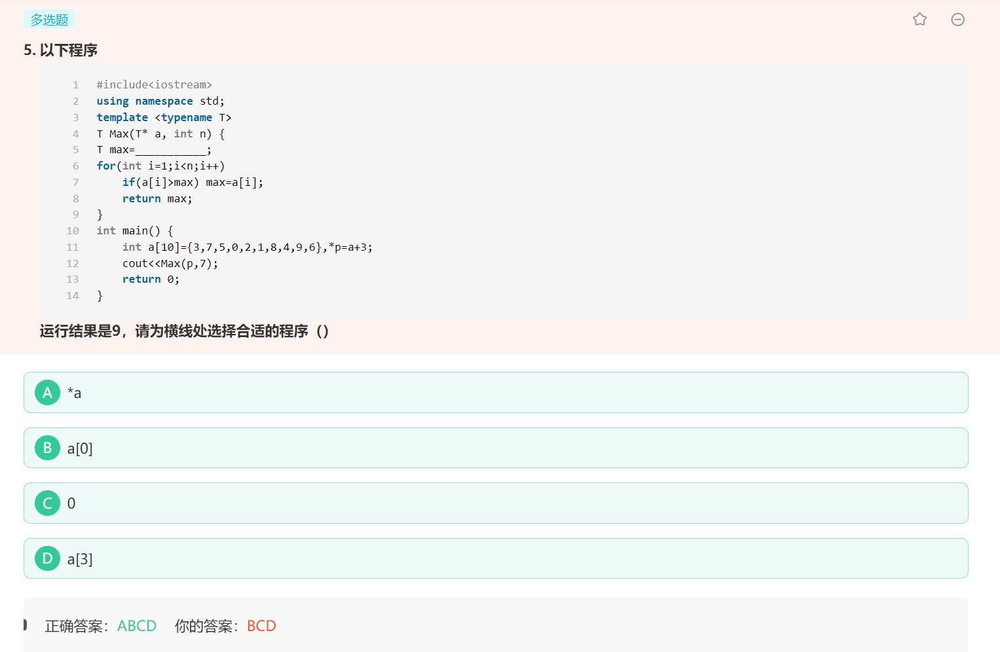 多选题
5. 以下程序
1 #include<iostream>
2 using namespace std;
3 template <typename T>
4 T Max(T* a, int n) {
5 T max=___________;
6 for(int i=1;i<n;i++)
7     if(a[i]>max) max=a[i];
8     return max;
9 }
10 int main() {
11     int a[10]={3,7,5,0,2,1,8,4,9,6},*p=a+3;
12     cout<<Max(p,7);
13     return 0;
14 }
运行结果是9，请为横线处选择合适的程序（）
A *a
B a[0]
C 0
D a[3]
正确答案：ABCD 你的答案：BCD